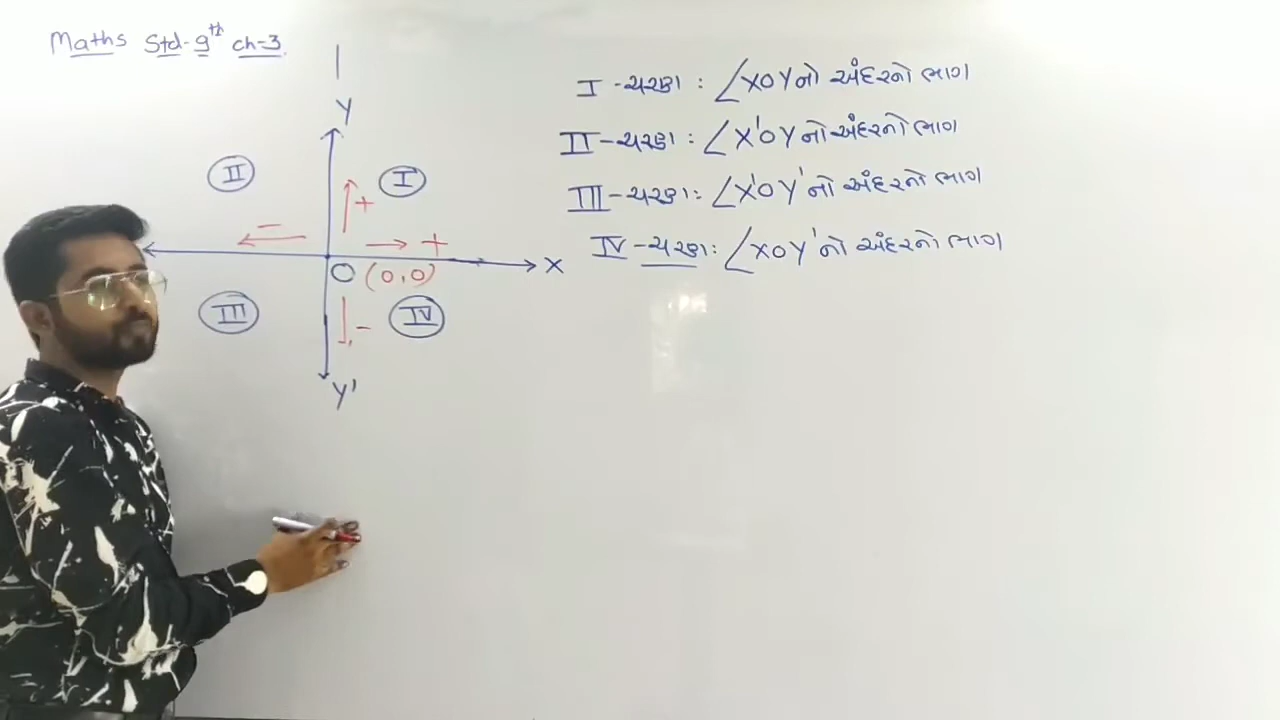 Maths Std-9th ch-3.
I - ચરણ : ∠XOY નો અંદરનો ભાગ
II - ચરણ : ∠X'OY નો અંદરનો ભાગ
III - ચરણ : ∠X'OY' નો અંદરનો ભાગ
IV - ચરણ : ∠XOY' નો અંદરનો ભાગ
Y
II I
+
− +
X
O (0,0)
III − IV
Y'